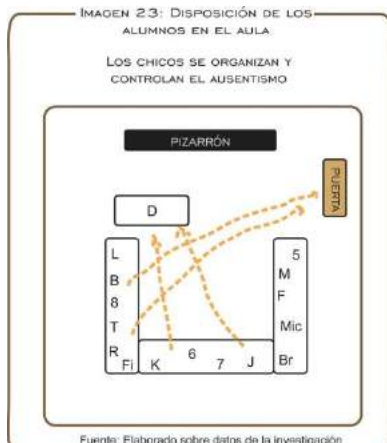 IMAGEN 23: DISPOSICIÓN DE LOS
ALUMNOS EN EL AULA
LOS CHICOS SE ORGANIZAN Y
CONTROLAN EL AUSENTISMO
PIZARRÓN
PUERTA
D
L
B
8
T
R
Fi
K
6
7
J
5
M
F
Mic
Br
Fuente: Elaborado sobre datos de la investigación